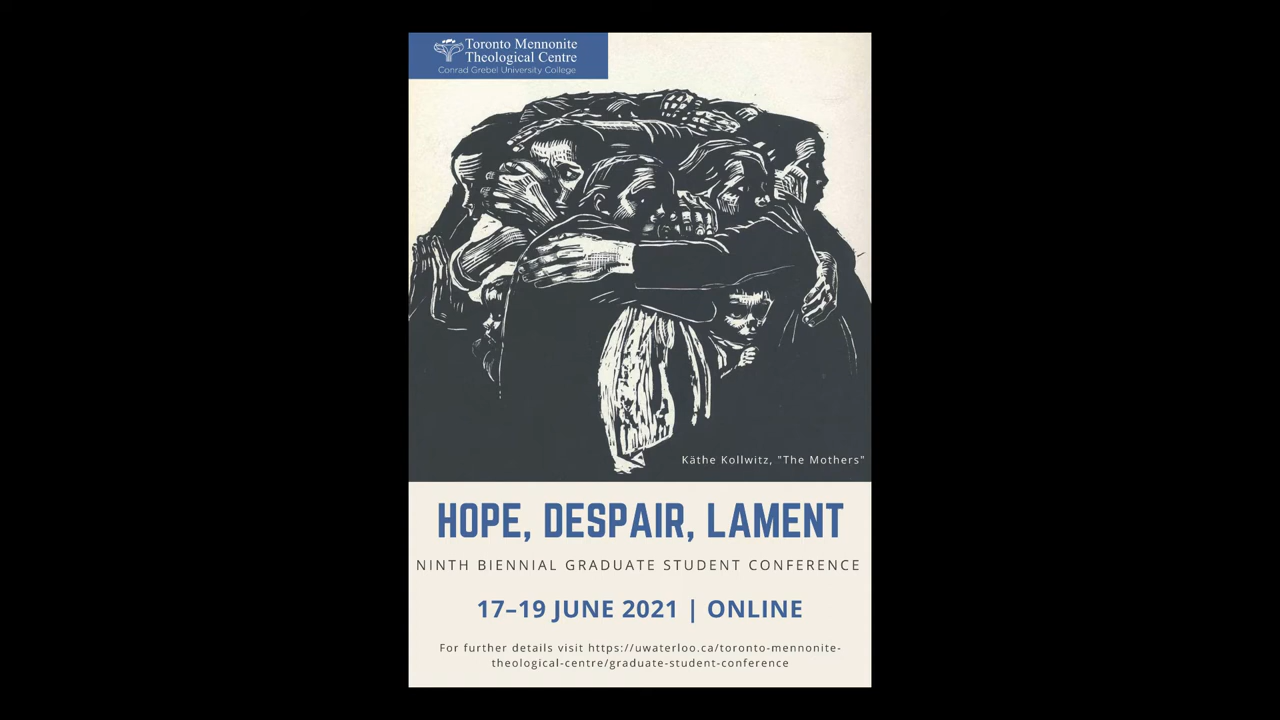 Toronto Mennonite
Theological Centre
Conrad Grebel University College
Käthe Kollwitz, "The Mothers"
HOPE, DESPAIR, LAMENT
NINTH BIENNIAL GRADUATE STUDENT CONFERENCE
17–19 JUNE 2021 | ONLINE
For further details visit https://uwaterloo.ca/toronto-mennonite-
theological-centre/graduate-student-conference